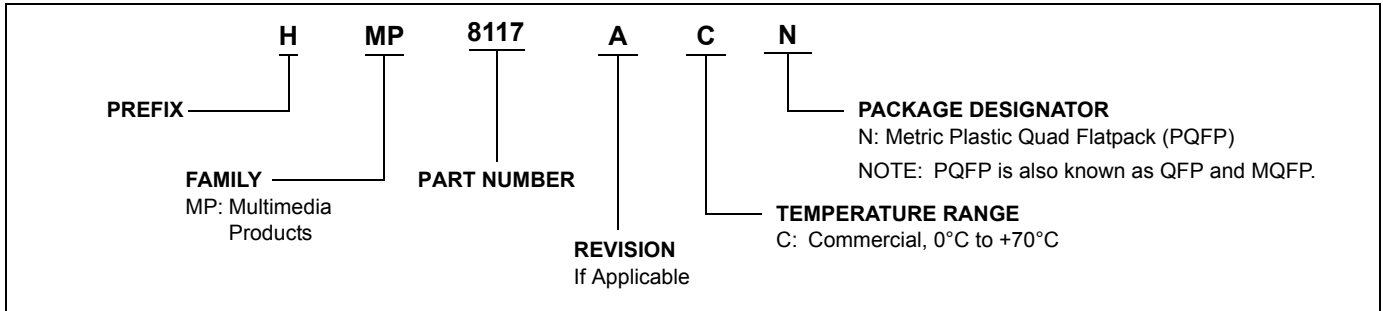 H MP 8117 A C N
PREFIX
PACKAGE DESIGNATOR
N: Metric Plastic Quad Flatpack (PQFP)
NOTE: PQFP is also known as QFP and MQFP.
FAMILY
MP: Multimedia
Products
PART NUMBER
TEMPERATURE RANGE
C: Commercial, 0°C to +70°C
REVISION
If Applicable